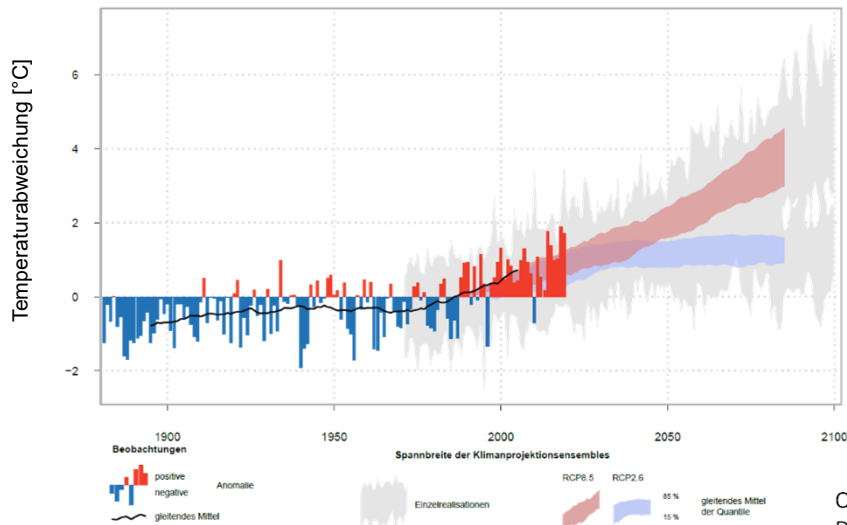 Temperaturabweichung [°C]
6
4
2
0
−2
1900
1950
2000
2050
2100
Beobachtungen
positive
negative
Anomalie
gleitendes Mittel
Spannbreite der Klimaprojektionsensembles
Einzelrealisationen
RCP8.5
RCP2.6
85 %
15 %
gleitendes Mittel
der Quantile